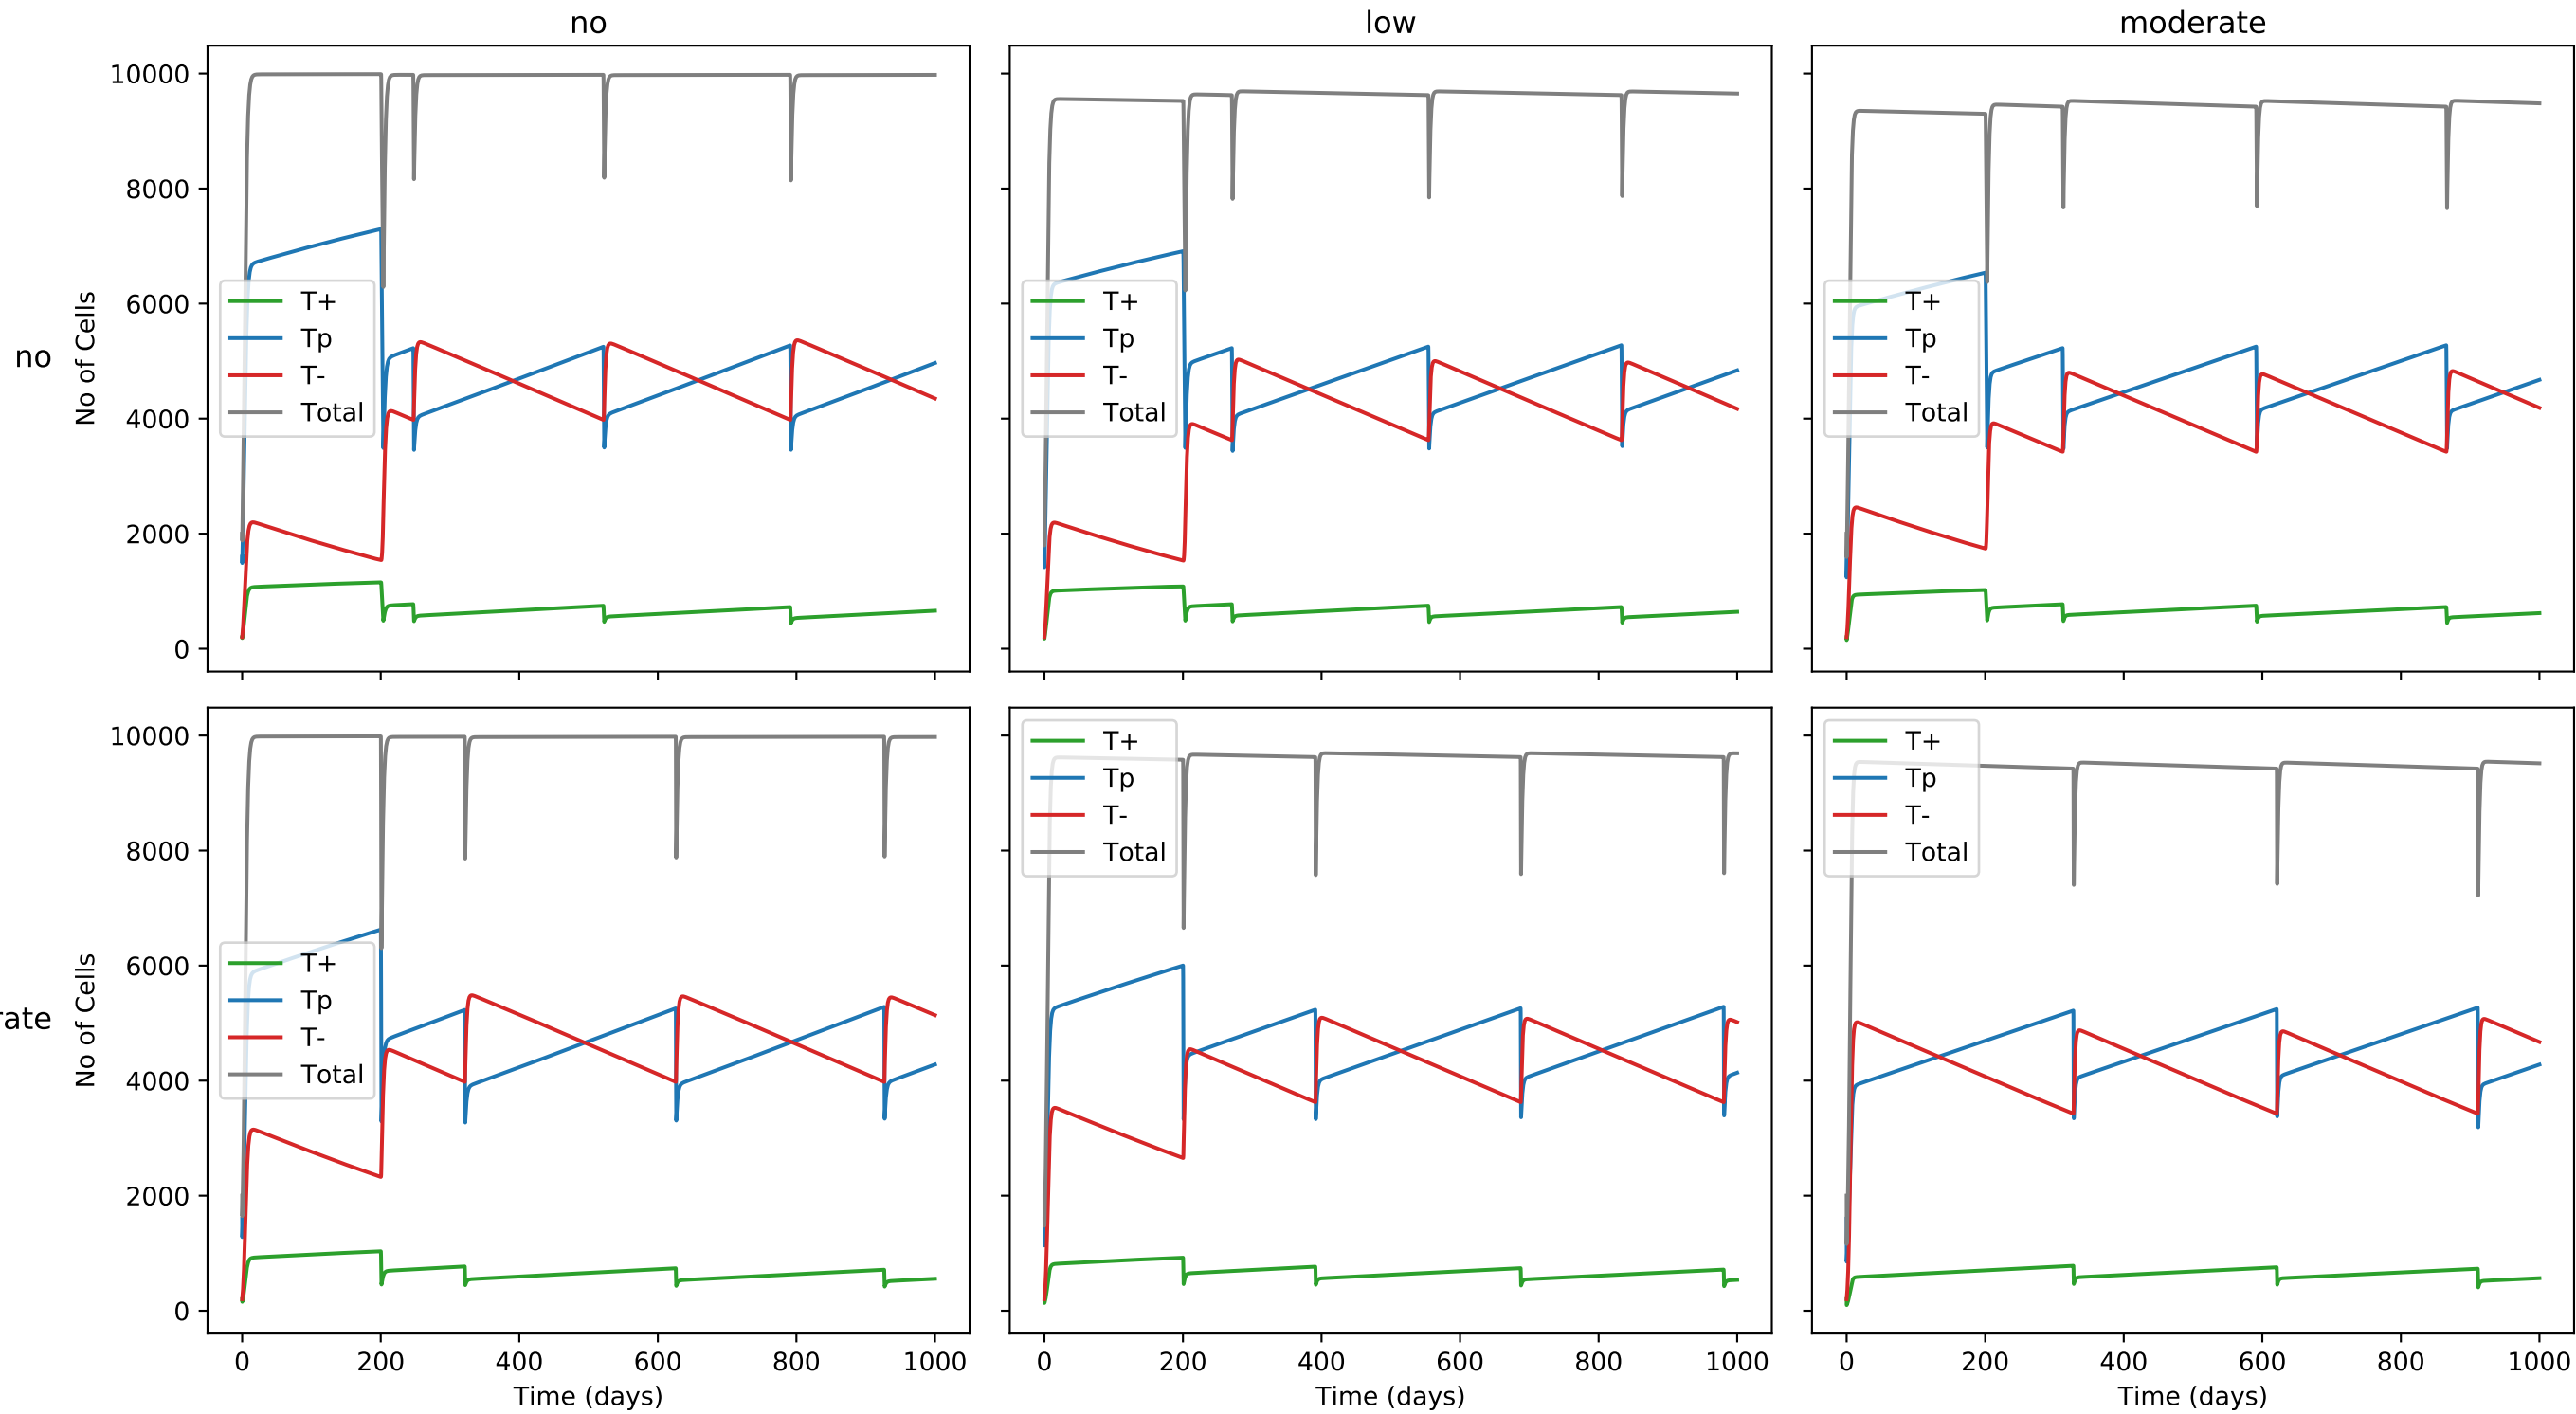 no low moderate
10000
8000
6000
4000
2000
0
no
No of Cells
T+
Tp
T-
Total
T+
Tp
T-
Total
T+
Tp
T-
Total
10000
8000
6000
4000
2000
0
rate
No of Cells
T+
Tp
T-
Total
T+
Tp
T-
Total
T+
Tp
T-
Total
0 200 400 600 800 1000
0 200 400 600 800 1000
0 200 400 600 800 1000
Time (days) Time (days) Time (days)